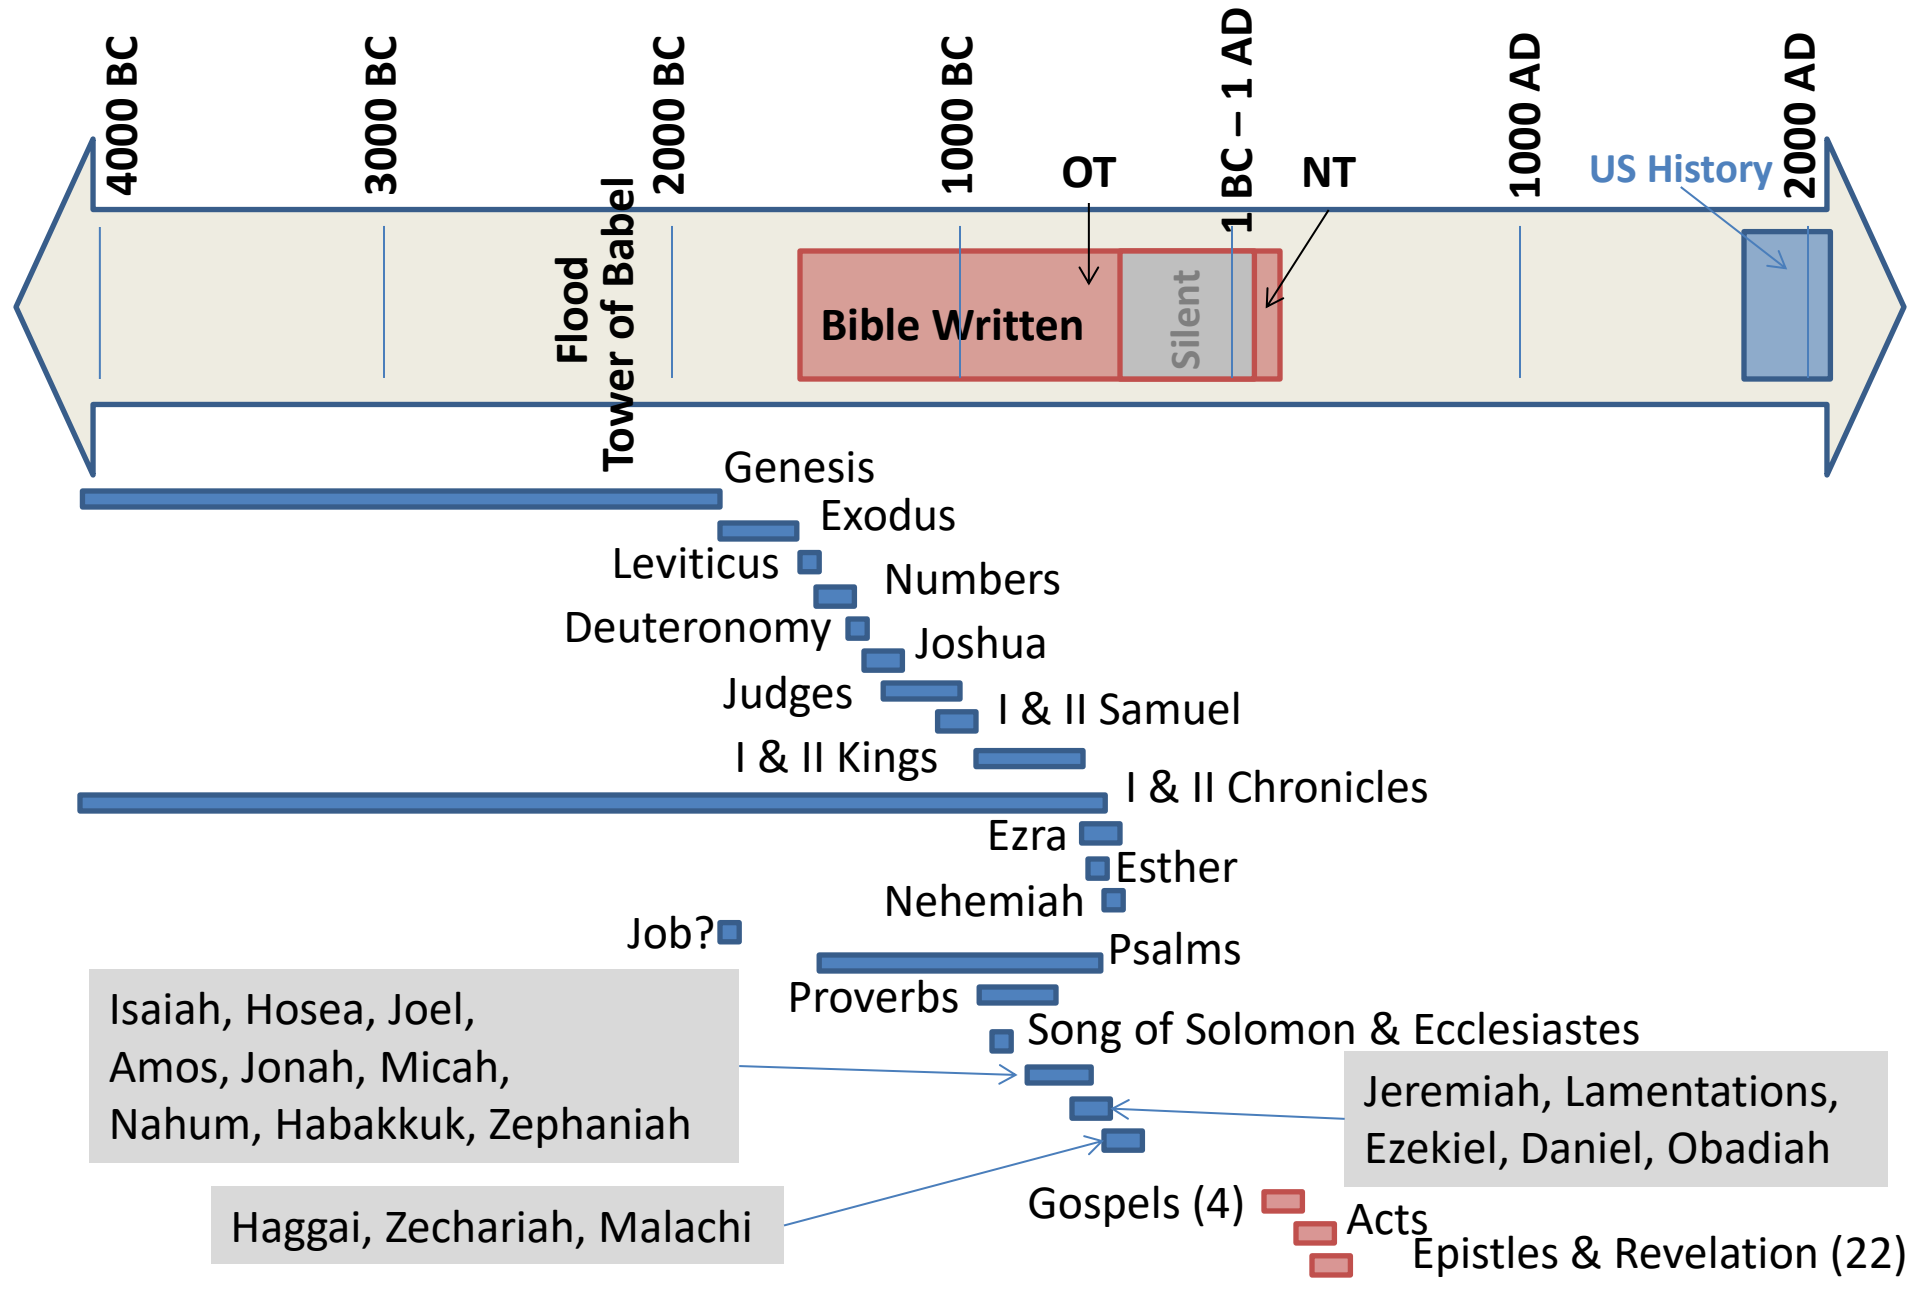 4000 BC
3000 BC
2000 BC
1000 BC
1 BC – 1 AD
1000 AD
2000 AD
OT
NT
US History
Flood
Tower of Babel
Bible Written
Silent
Genesis
Exodus
Leviticus
Numbers
Deuteronomy
Joshua
Judges
I & II Samuel
I & II Kings
I & II Chronicles
Ezra
Esther
Nehemiah
Job?
Psalms
Proverbs
Song of Solomon & Ecclesiastes
Isaiah, Hosea, Joel,
Amos, Jonah, Micah,
Nahum, Habakkuk, Zephaniah
Jeremiah, Lamentations,
Ezekiel, Daniel, Obadiah
Haggai, Zechariah, Malachi
Gospels (4)
Acts
Epistles & Revelation (22)